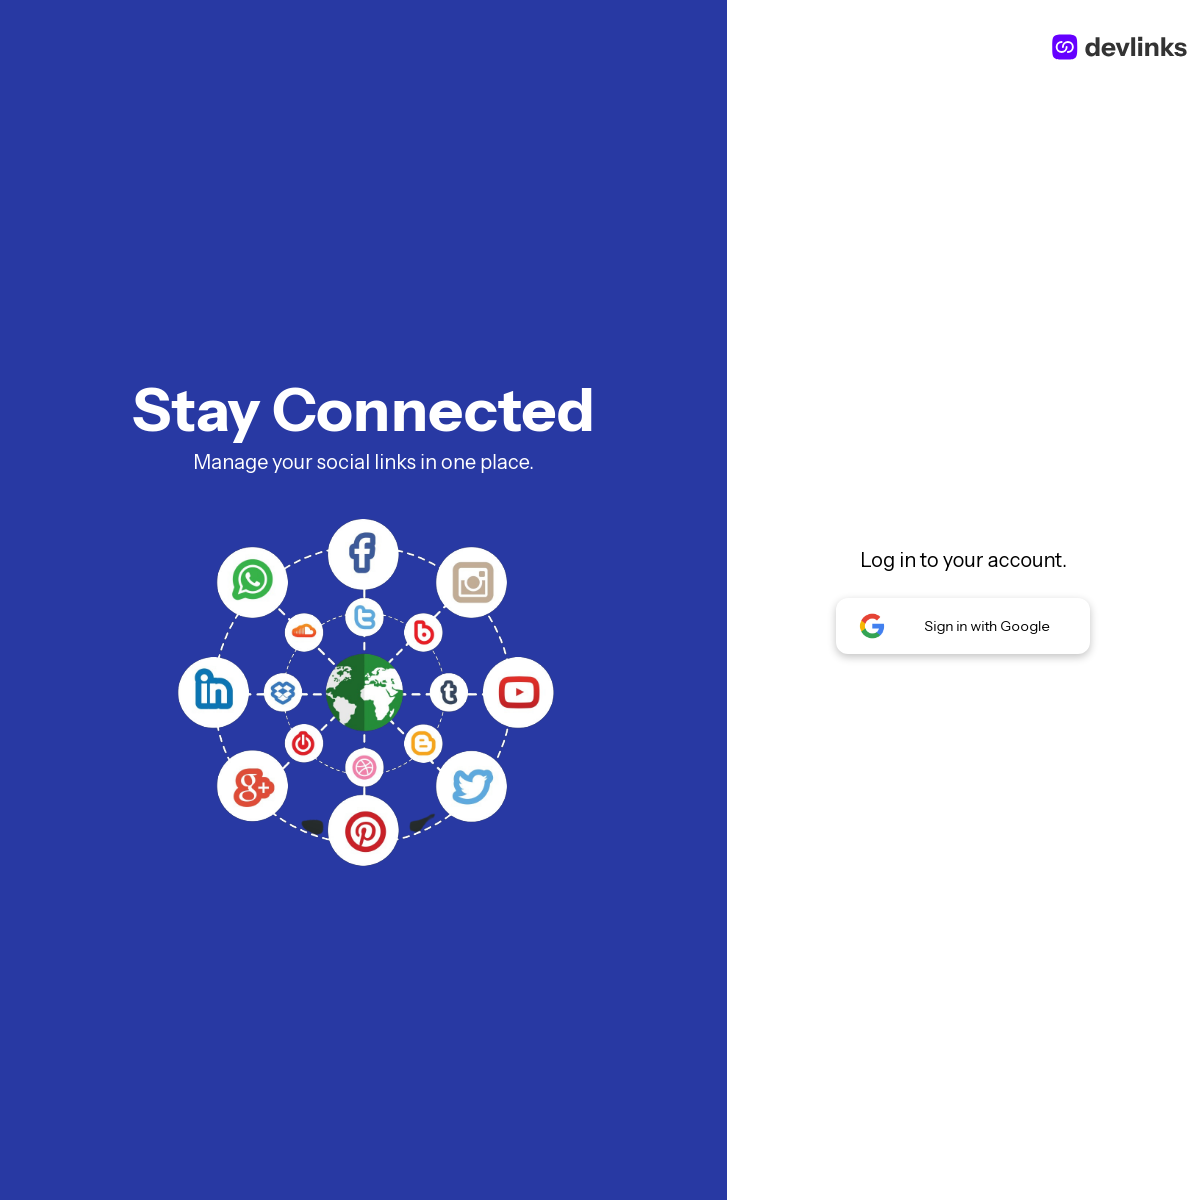 devlinks
Stay Connected
Manage your social links in one place.
Log in to your account.
Sign in with Google